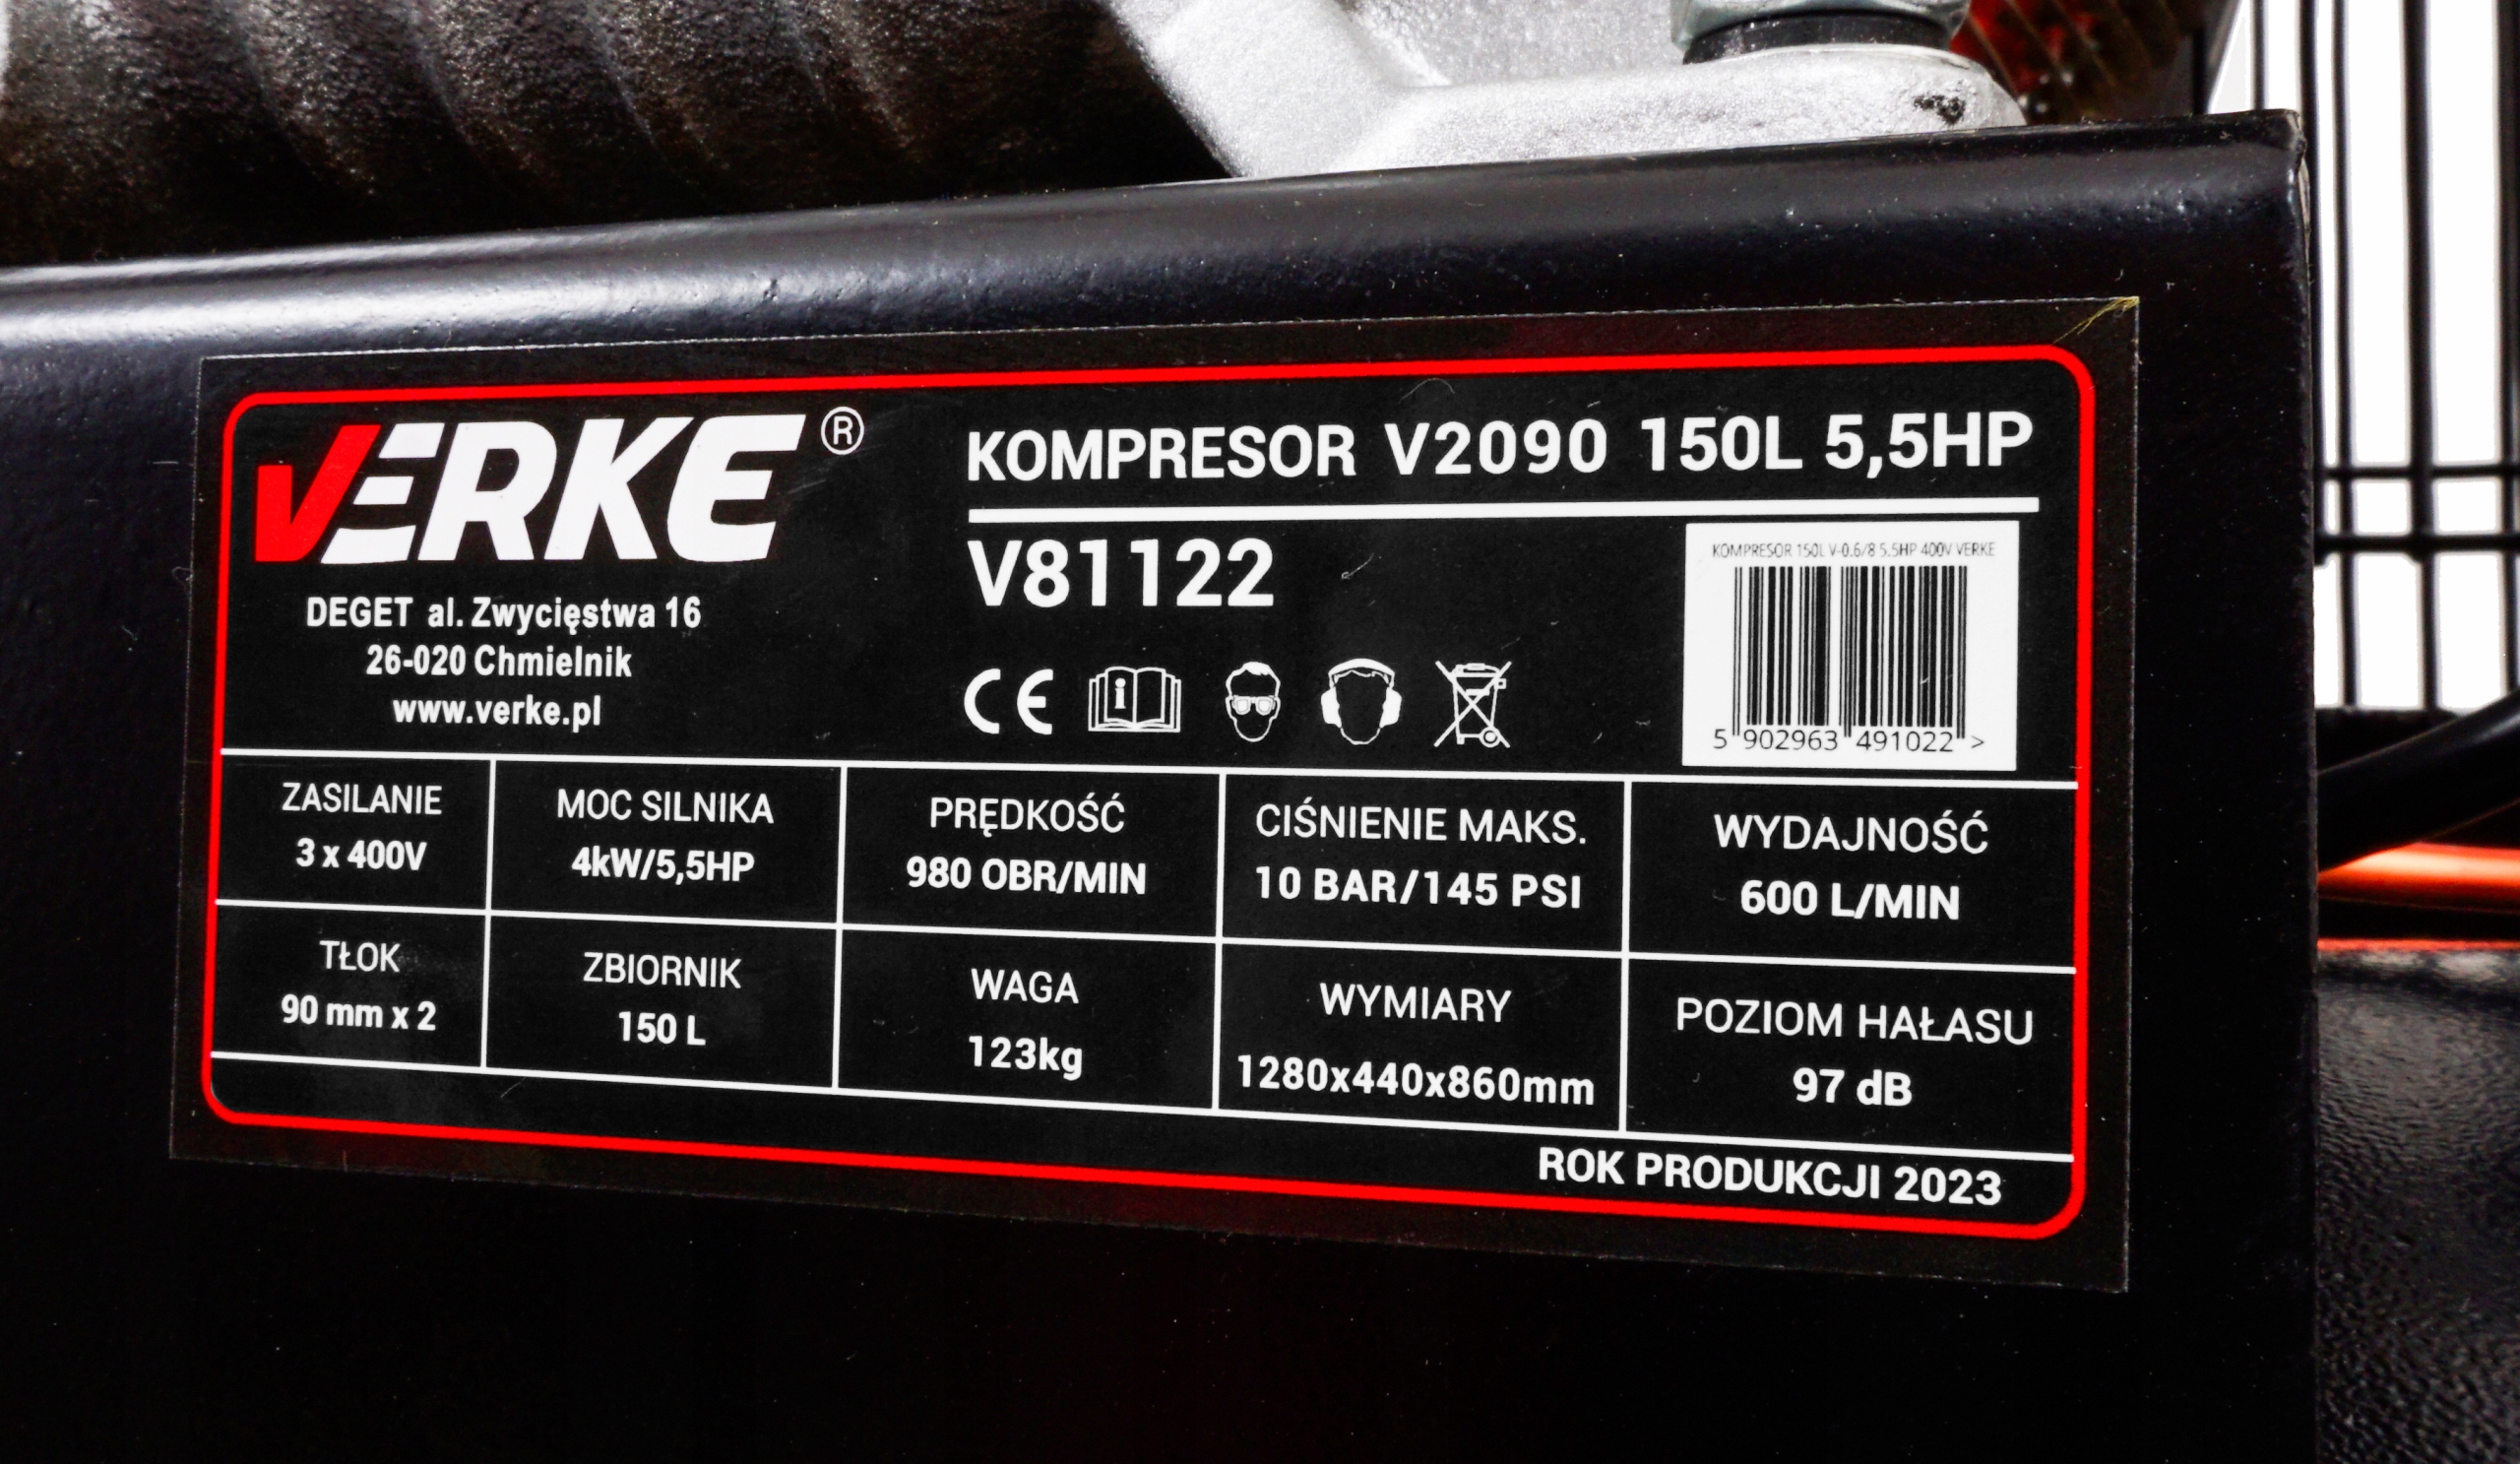 VERKE®
DEGET al. Zwycięstwa 16
26-020 Chmielnik
www.verke.pl
KOMPRESOR V2090 150L 5,5HP
V81122
CE
KOMPRESOR 150L V-0.6/8 5.5HP 400V VERKE
5 902963 491022 >
ZASILANIE
3 x 400V
MOC SILNIKA
4kW/5,5HP
PRĘDKOŚĆ
980 OBR/MIN
CIŚNIENIE MAKS.
10 BAR/145 PSI
WYDAJNOŚĆ
600 L/MIN
TŁOK
90 mm x 2
ZBIORNIK
150 L
WAGA
123kg
WYMIARY
1280x440x860mm
POZIOM HAŁASU
97 dB
ROK PRODUKCJI 2023